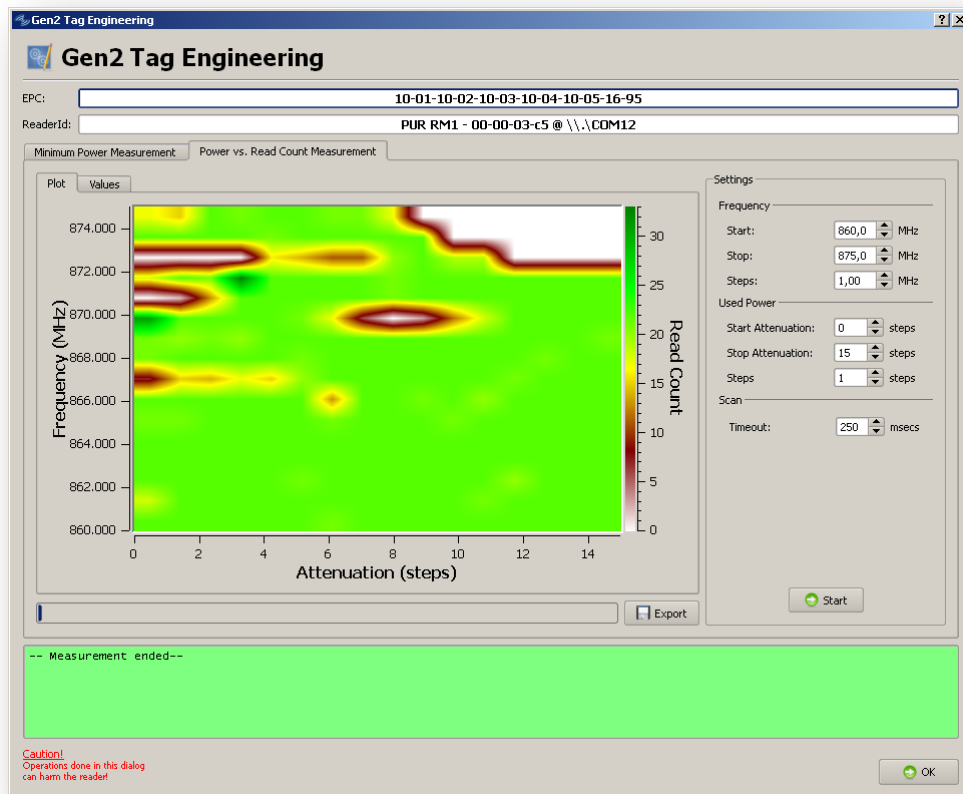 Gen2 Tag Engineering
Gen2 Tag Engineering
EPC: 10-01-10-02-10-03-10-04-10-05-16-95
ReaderId: PUR RM1 - 00-00-03-c5 @ \\.\COM12
Minimum Power Measurement Power vs. Read Count Measurement
Plot Values
874.000
872.000
870.000
868.000
866.000
864.000
862.000
860.000
Frequency (MHz)
0 2 4 6 8 10 12 14
Attenuation (steps)
30
25
20
15
10
5
0
Read Count
Settings
Frequency
Start: 860,0 MHz
Stop: 875,0 MHz
Steps: 1,00 MHz
Used Power
Start Attenuation: 0 steps
Stop Attenuation: 15 steps
Steps 1 steps
Scan
Timeout: 250 msecs
Start
Export
-- Measurement ended--
Caution!
Operations done in this dialog
can harm the reader!
OK